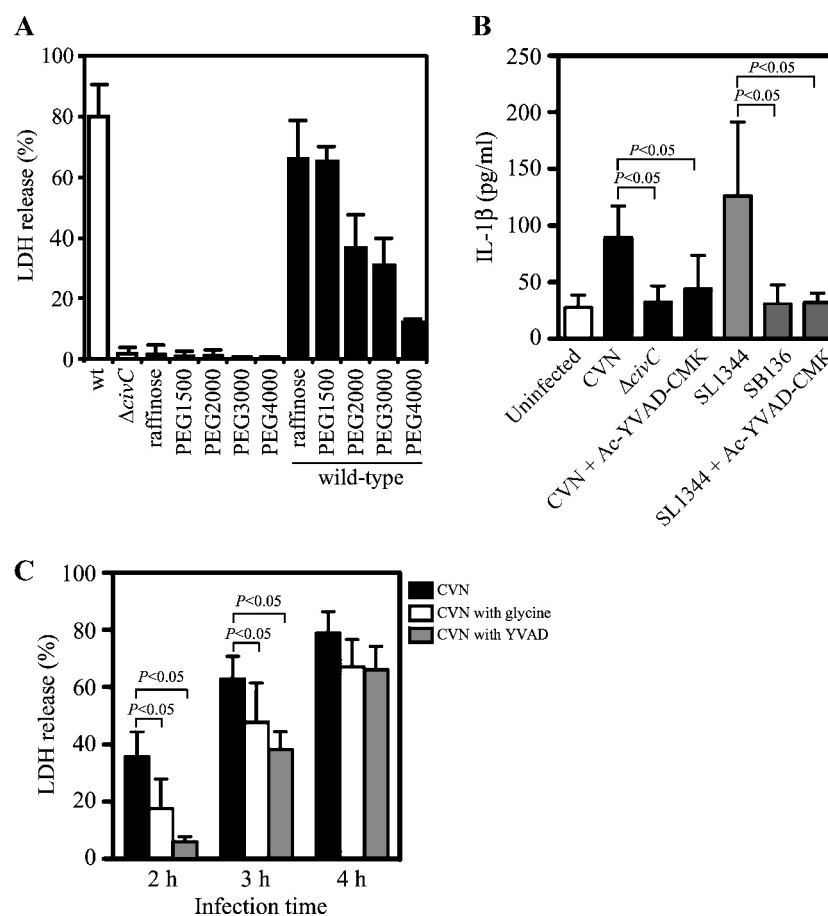 A
100
80
60
40
20
0
LDH release (%)
wt
ΔcivC
raffinose
PEG1500
PEG2000
PEG3000
PEG4000
raffinose
PEG1500
PEG2000
PEG3000
PEG4000
wild-type
B
250
200
150
100
50
0
IL-1β (pg/ml)
P<0.05
P<0.05
P<0.05
P<0.05
Uninfected
CVN
ΔcivC
CVN + Ac-YVAD-CMK
SL1344
SB136
SL1344 + Ac-YVAD-CMK
C
100
80
60
40
20
0
LDH release (%)
P<0.05
P<0.05
P<0.05
P<0.05
2 h
3 h
4 h
Infection time
CVN
CVN with glycine
CVN with YVAD